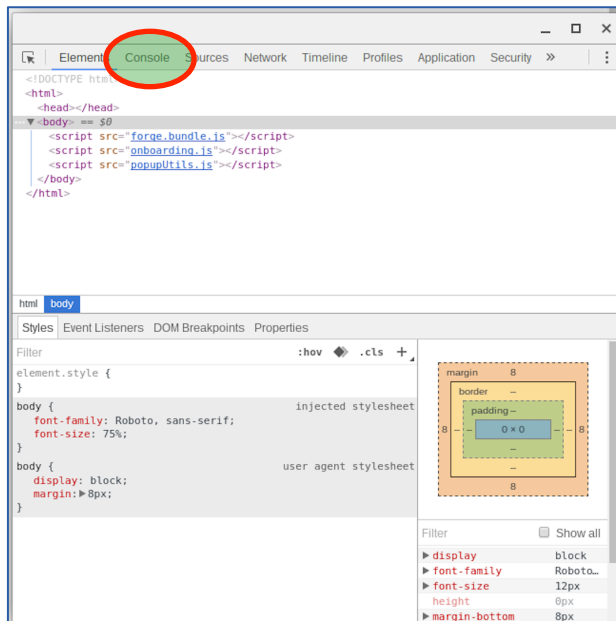 Elements Console Sources Network Timeline Profiles Application Security »
<!DOCTYPE html
<html>
<head></head>
…▼<body> == $0
<script src="forge.bundle.js"></script>
<script src="onboarding.js"></script>
<script src="popupUtils.js"></script>
</body>
</html>
html body
Styles Event Listeners DOM Breakpoints Properties
Filter :hov .cls +
element.style {
}
body { injected stylesheet
font-family: Roboto, sans-serif;
font-size: 75%;
}
body { user agent stylesheet
display: block;
margin:▶8px;
}
margin 8
border –
padding –
8 – – 0 × 0 – – 8
–
–
8
Filter Show all
▶ display block
▶ font-family Roboto…
▶ font-size 12px
height 0px
▶ margin-bottom 8px